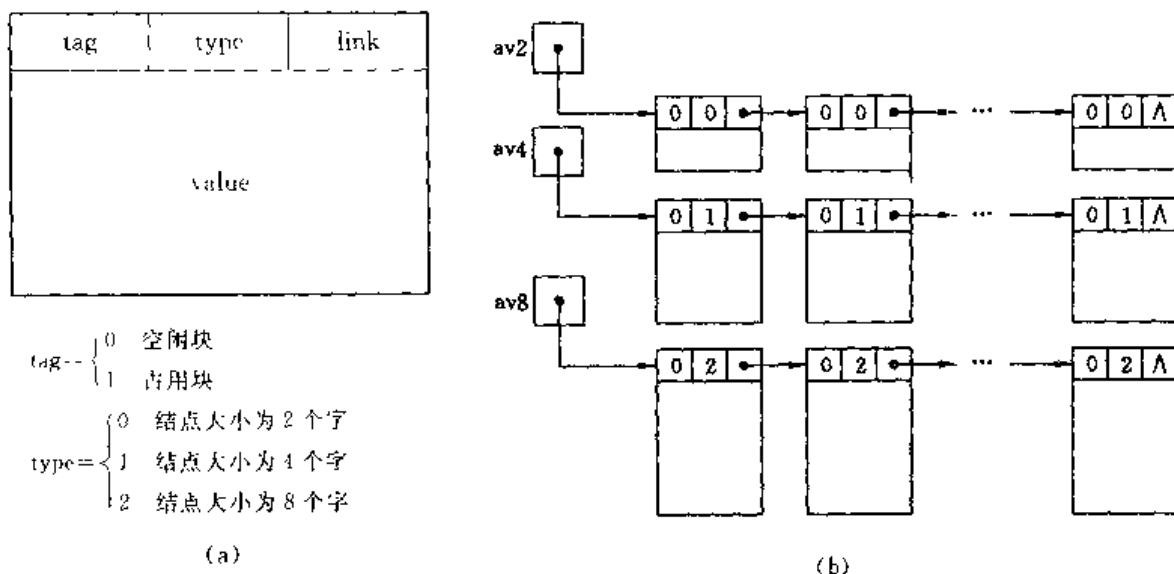 tag type link
value
tag= { 0 空闲块
1 占用块
type= { 0 结点大小为 2 个字
1 结点大小为 4 个字
2 结点大小为 8 个字
(a)
av2
0 0 0 0 ··· 0 0 Λ
av4
0 1 0 1 ··· 0 1 Λ
av8
0 2 0 2 ··· 0 2 Λ
(b)